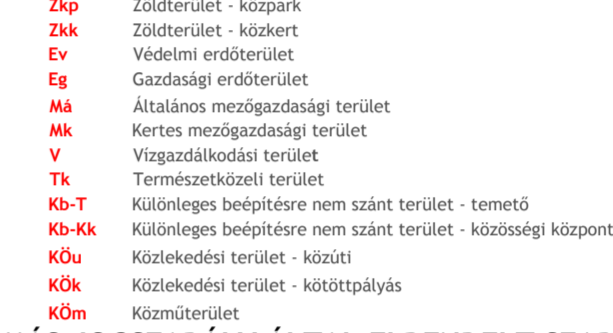 Zkp Zöldterület - közpark
Zkk Zöldterület - közkert
Ev Védelmi erdőterület
Eg Gazdasági erdőterület
Má Általános mezőgazdasági terület
Mk Kertes mezőgazdasági terület
V Vízgazdálkodási terület
Tk Természetközeli terület
Kb-T Különleges beépítésre nem szánt terület - temető
Kb-Kk Különleges beépítésre nem szánt terület - közösségi központ
KÖu Közlekedési terület - közúti
KÖk Közlekedési terület - kötöttpályás
KÖm Közműterület